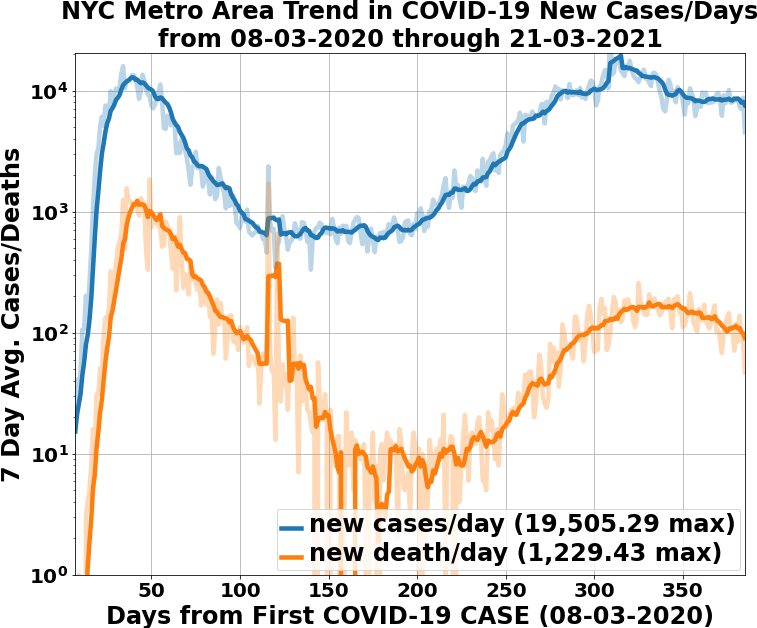 NYC Metro Area Trend in COVID-19 New Cases/Days
from 08-03-2020 through 21-03-2021
7 Day Avg. Cases/Deaths
10⁴
10³
10²
10¹
10⁰
new cases/day (19,505.29 max)
new death/day (1,229.43 max)
50 100 150 200 250 300 350
Days from First COVID-19 CASE (08-03-2020)